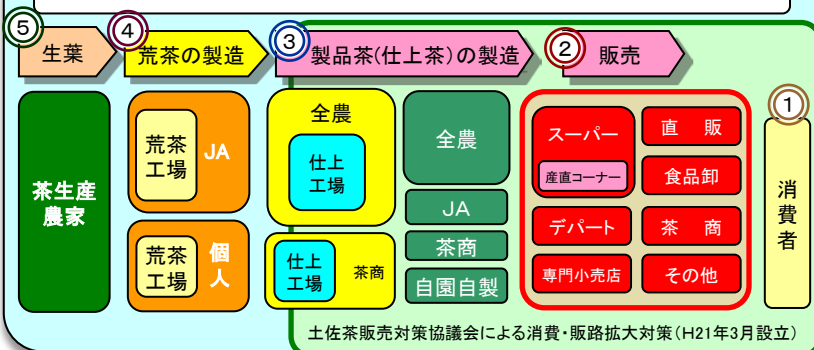 ⑤
生葉
④
荒茶の製造
③
製品茶(仕上茶)の製造
②
販売
①
茶生産
農家
荒茶
工場
JA
荒茶
工場
個
人
全農
仕上
工場
仕上
工場
茶商
全農
JA
茶商
自園自製
スーパー
産直コーナー
デパート
専門小売店
直 販
食品卸
茶 商
その他
消
費
者
土佐茶販売対策協議会による消費・販路拡大対策(H21年3月設立)